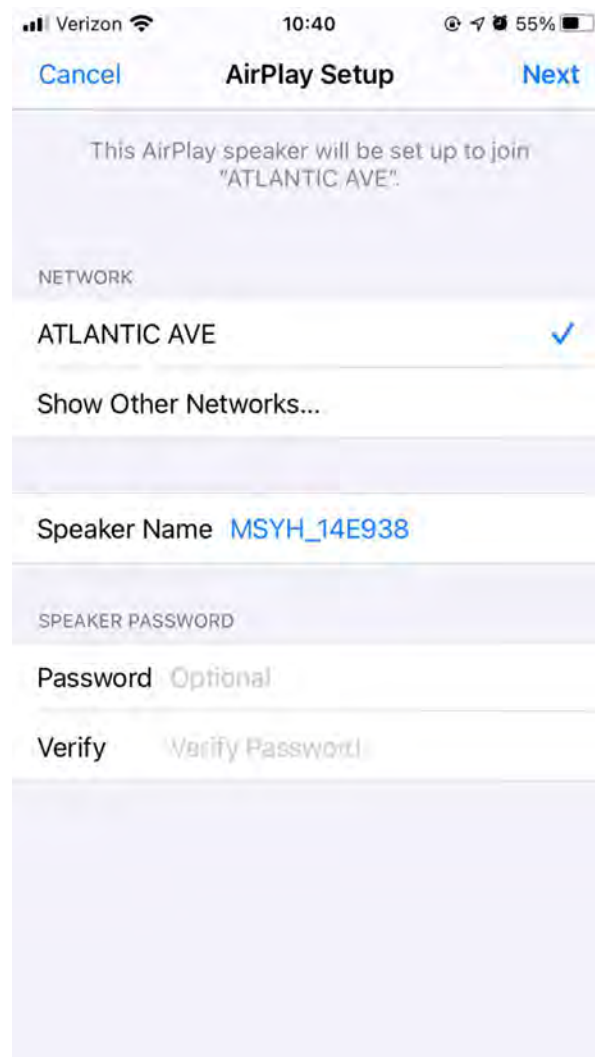 Verizon 10:40 55%
Cancel AirPlay Setup Next
This AirPlay speaker will be set up to join
"ATLANTIC AVE".
NETWORK
ATLANTIC AVE
Show Other Networks...
Speaker Name MSYH_14E938
SPEAKER PASSWORD
Password Optional
Verify Verify Password